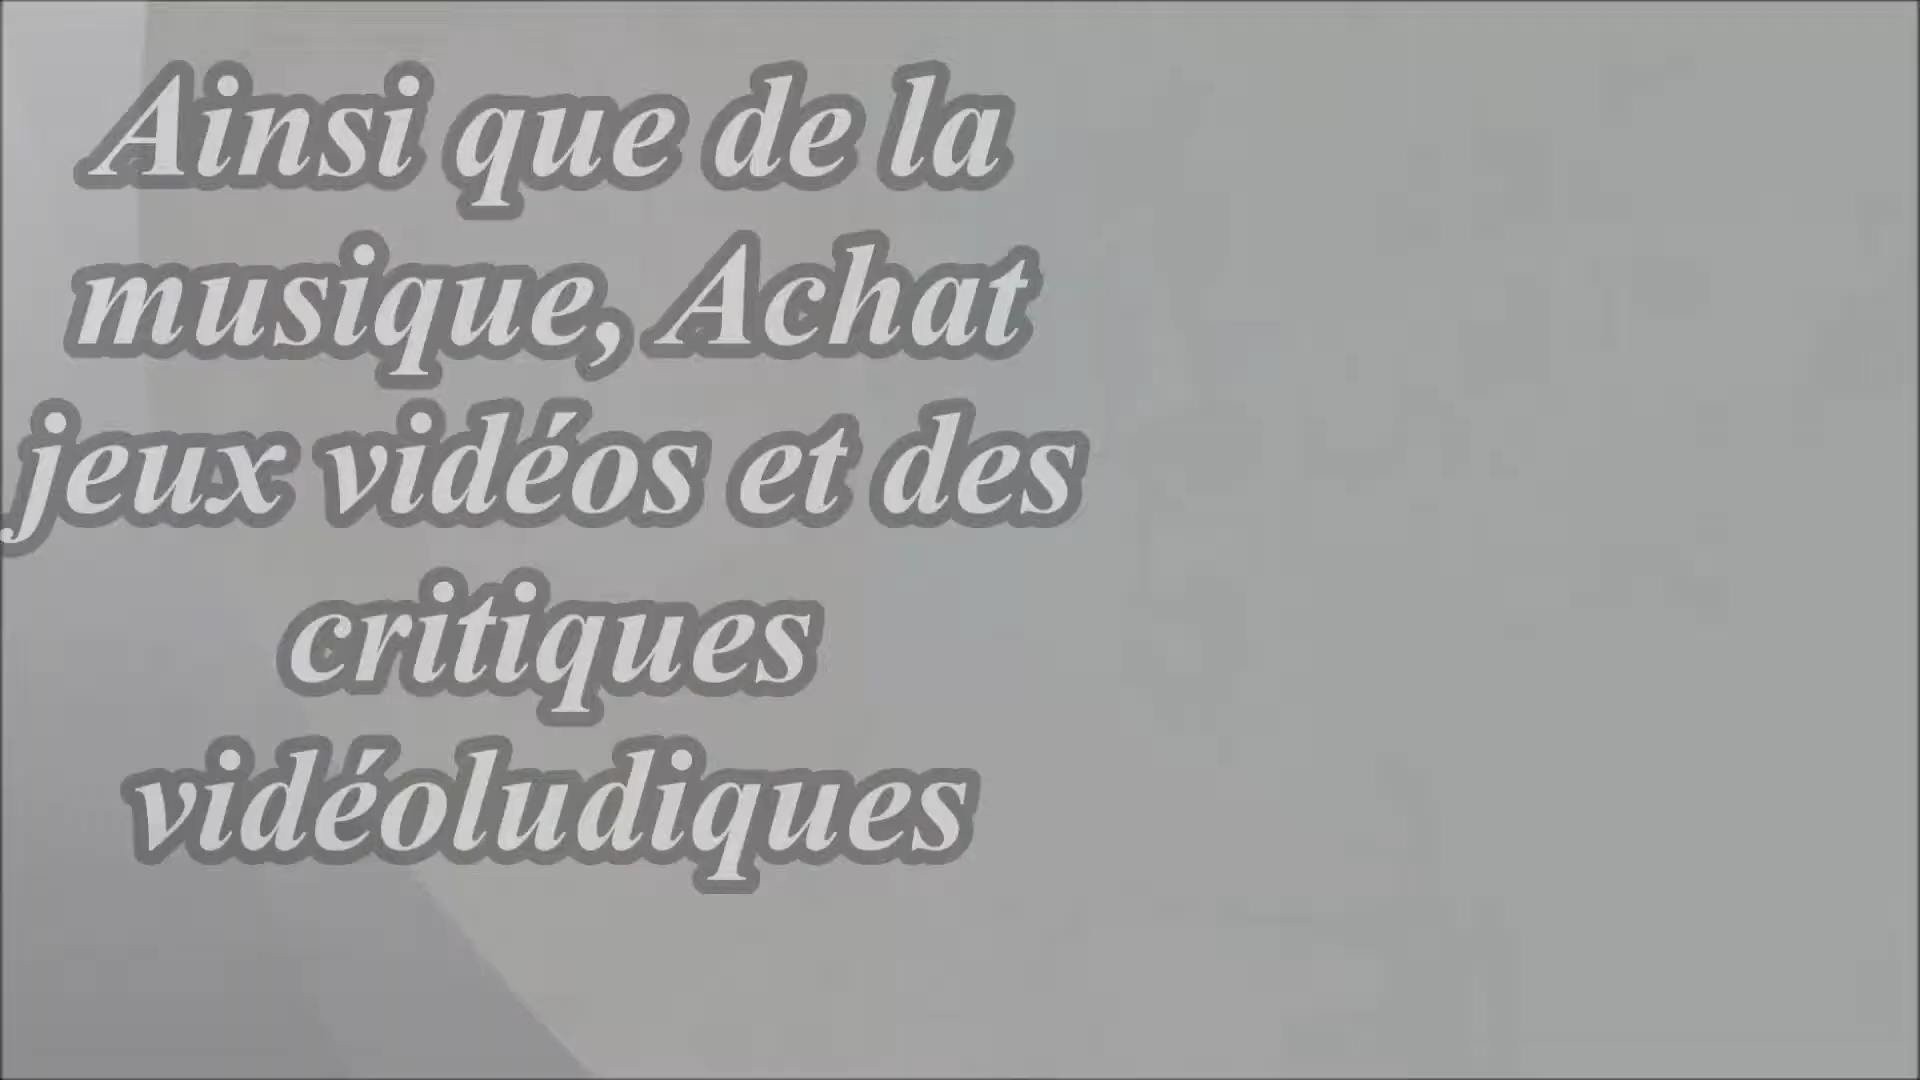 Ainsi que de la
musique, Achat
jeux vidéos et des
critiques
vidéoludiques